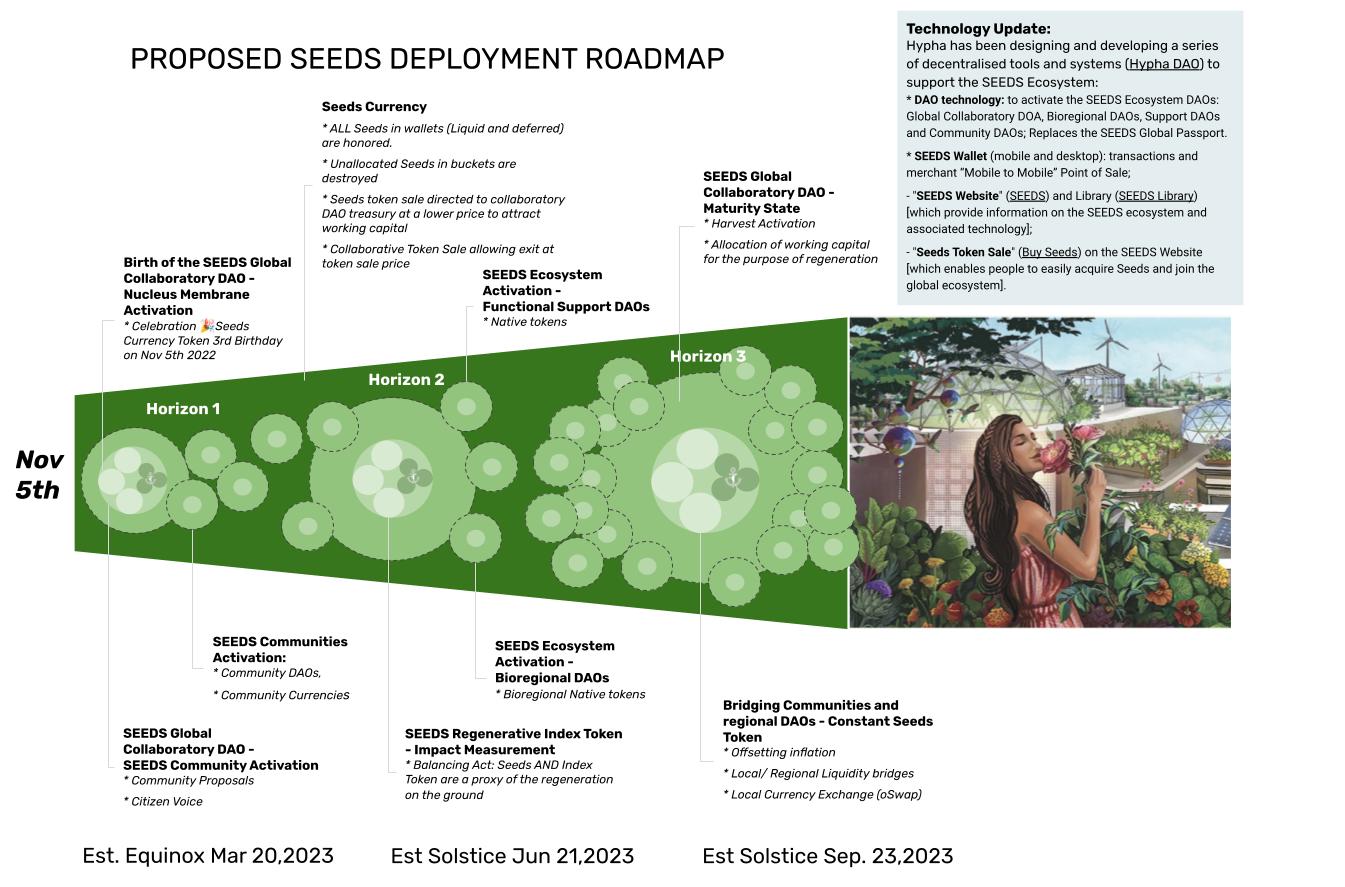 PROPOSED SEEDS DEPLOYMENT ROADMAP
Technology Update:
Hypha has been designing and developing a series
of decentralised tools and systems (Hypha DAO) to
support the SEEDS Ecosystem:
* DAO technology: to activate the SEEDS Ecosystem DAOs:
Global Collaboratory DOA, Bioregional DAOs, Support DAOs
and Community DAOs; Replaces the SEEDS Global Passport.
* SEEDS Wallet (mobile and desktop): transactions and
merchant “Mobile to Mobile” Point of Sale;
- "SEEDS Website" (SEEDS) and Library (SEEDS Library)
[which provide information on the SEEDS ecosystem and
associated technology];
- "Seeds Token Sale" (Buy Seeds) on the SEEDS Website
[which enables people to easily acquire Seeds and join the
global ecosystem].
Seeds Currency
* ALL Seeds in wallets (Liquid and deferred)
are honored.
* Unallocated Seeds in buckets are
destroyed
* Seeds token sale directed to collaboratory
DAO treasury at a lower price to attract
working capital
* Collaborative Token Sale allowing exit at
token sale price
SEEDS Global
Collaboratory DAO -
Maturity State
* Harvest Activation
* Allocation of working capital
for the purpose of regeneration
Birth of the SEEDS Global
Collaboratory DAO -
Nucleus Membrane
Activation
* Celebration 🎉Seeds
Currency Token 3rd Birthday
on Nov 5th 2022
SEEDS Ecosystem
Activation -
Functional Support DAOs
* Native tokens
Horizon 1
Horizon 2
Horizon 3
Nov
5th
SEEDS Communities
Activation:
* Community DAOs,
* Community Currencies
SEEDS Ecosystem
Activation -
Bioregional DAOs
* Bioregional Native tokens
SEEDS Global
Collaboratory DAO -
SEEDS Community Activation
* Community Proposals
* Citizen Voice
SEEDS Regenerative Index Token
- Impact Measurement
* Balancing Act: Seeds AND Index
Token are a proxy of the regeneration
on the ground
Bridging Communities and
regional DAOs - Constant Seeds
Token
* Offsetting inflation
* Local/ Regional Liquidity bridges
* Local Currency Exchange (oSwap)
Est. Equinox Mar 20,2023
Est Solstice Jun 21,2023
Est Solstice Sep. 23,2023